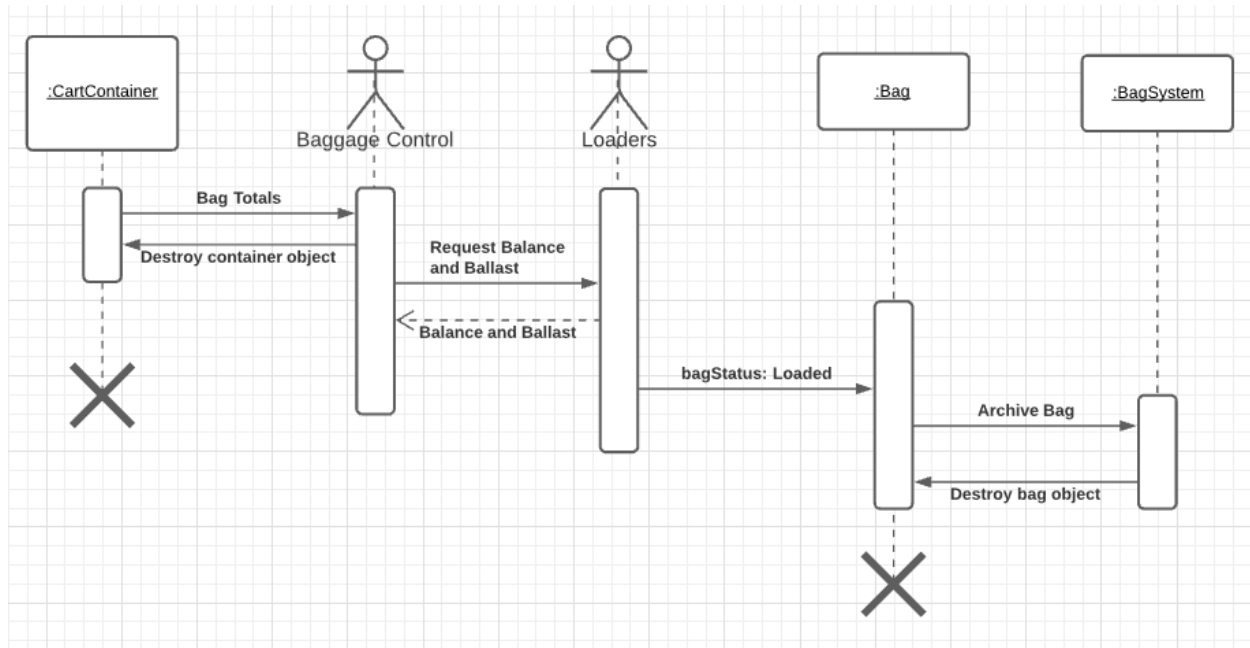 :CartContainer
Baggage Control
Loaders
:Bag
:BagSystem
Bag Totals
Destroy container object
Request Balance
and Ballast
Balance and Ballast
bagStatus: Loaded
Archive Bag
Destroy bag object